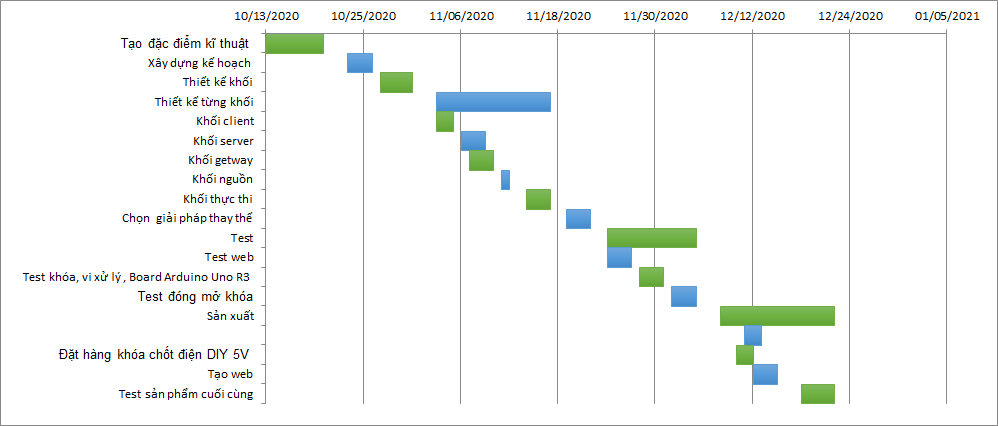 10/13/2020 10/25/2020 11/06/2020 11/18/2020 11/30/2020 12/12/2020 12/24/2020 01/05/2021
Tạo đặc điểm kĩ thuật
Xây dựng kế hoạch
Thiết kế khối
Thiết kế từng khối
Khối client
Khối server
Khối getway
Khối nguồn
Khối thực thi
Chọn giải pháp thay thế
Test
Test web
Test khóa, vi xử lý , Board Arduino Uno R3
Test đóng mở khóa
Sản xuất
Đặt hàng khóa chốt điện DIY 5V
Tạo web
Test sản phẩm cuối cùng